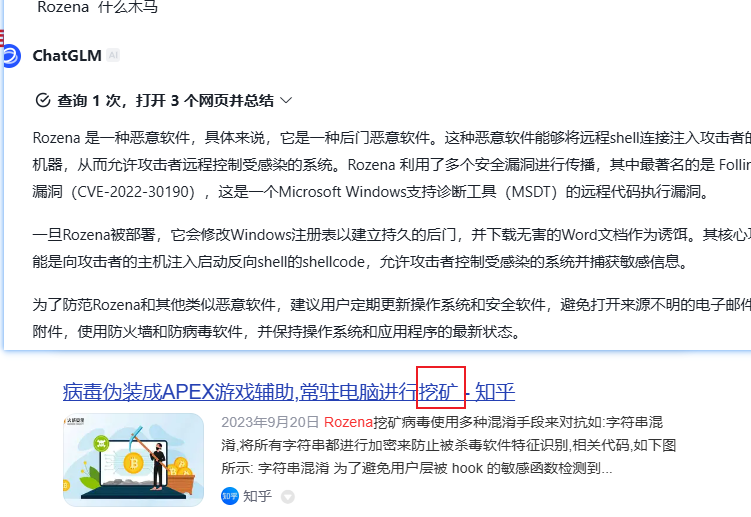 Rozena 什么木马
ChatGLM AI
查询 1 次，打开 3 个网页并总结
Rozena 是一种恶意软件，具体来说，它是一种后门恶意软件。这种恶意软件能够将远程shell连接注入攻击者的
机器，从而允许攻击者远程控制受感染的系统。Rozena 利用了多个安全漏洞进行传播，其中最著名的是 Follin
漏洞（CVE-2022-30190），这是一个Microsoft Windows支持诊断工具（MSDT）的远程代码执行漏洞。
一旦Rozena被部署，它会修改Windows注册表以建立持久的后门，并下载无害的Word文档作为诱饵。其核心功
能是向攻击者的主机注入启动反向shell的shellcode，允许攻击者控制受感染的系统并捕获敏感信息。
为了防范Rozena和其他类似恶意软件，建议用户定期更新操作系统和安全软件，避免打开来源不明的电子邮件
附件，使用防火墙和防病毒软件，并保持操作系统和应用程序的最新状态。
病毒伪装成APEX游戏辅助,常驻电脑进行挖矿 - 知乎
2023年9月20日 Rozena挖矿病毒使用多种混淆手段来对抗如:字符串混
淆,将所有字符串都进行加密来防止被杀毒软件特征识别,相关代码,如下图
所示: 字符串混淆 为了避免用户层被 hook 的敏感函数检测到...
知乎 知乎